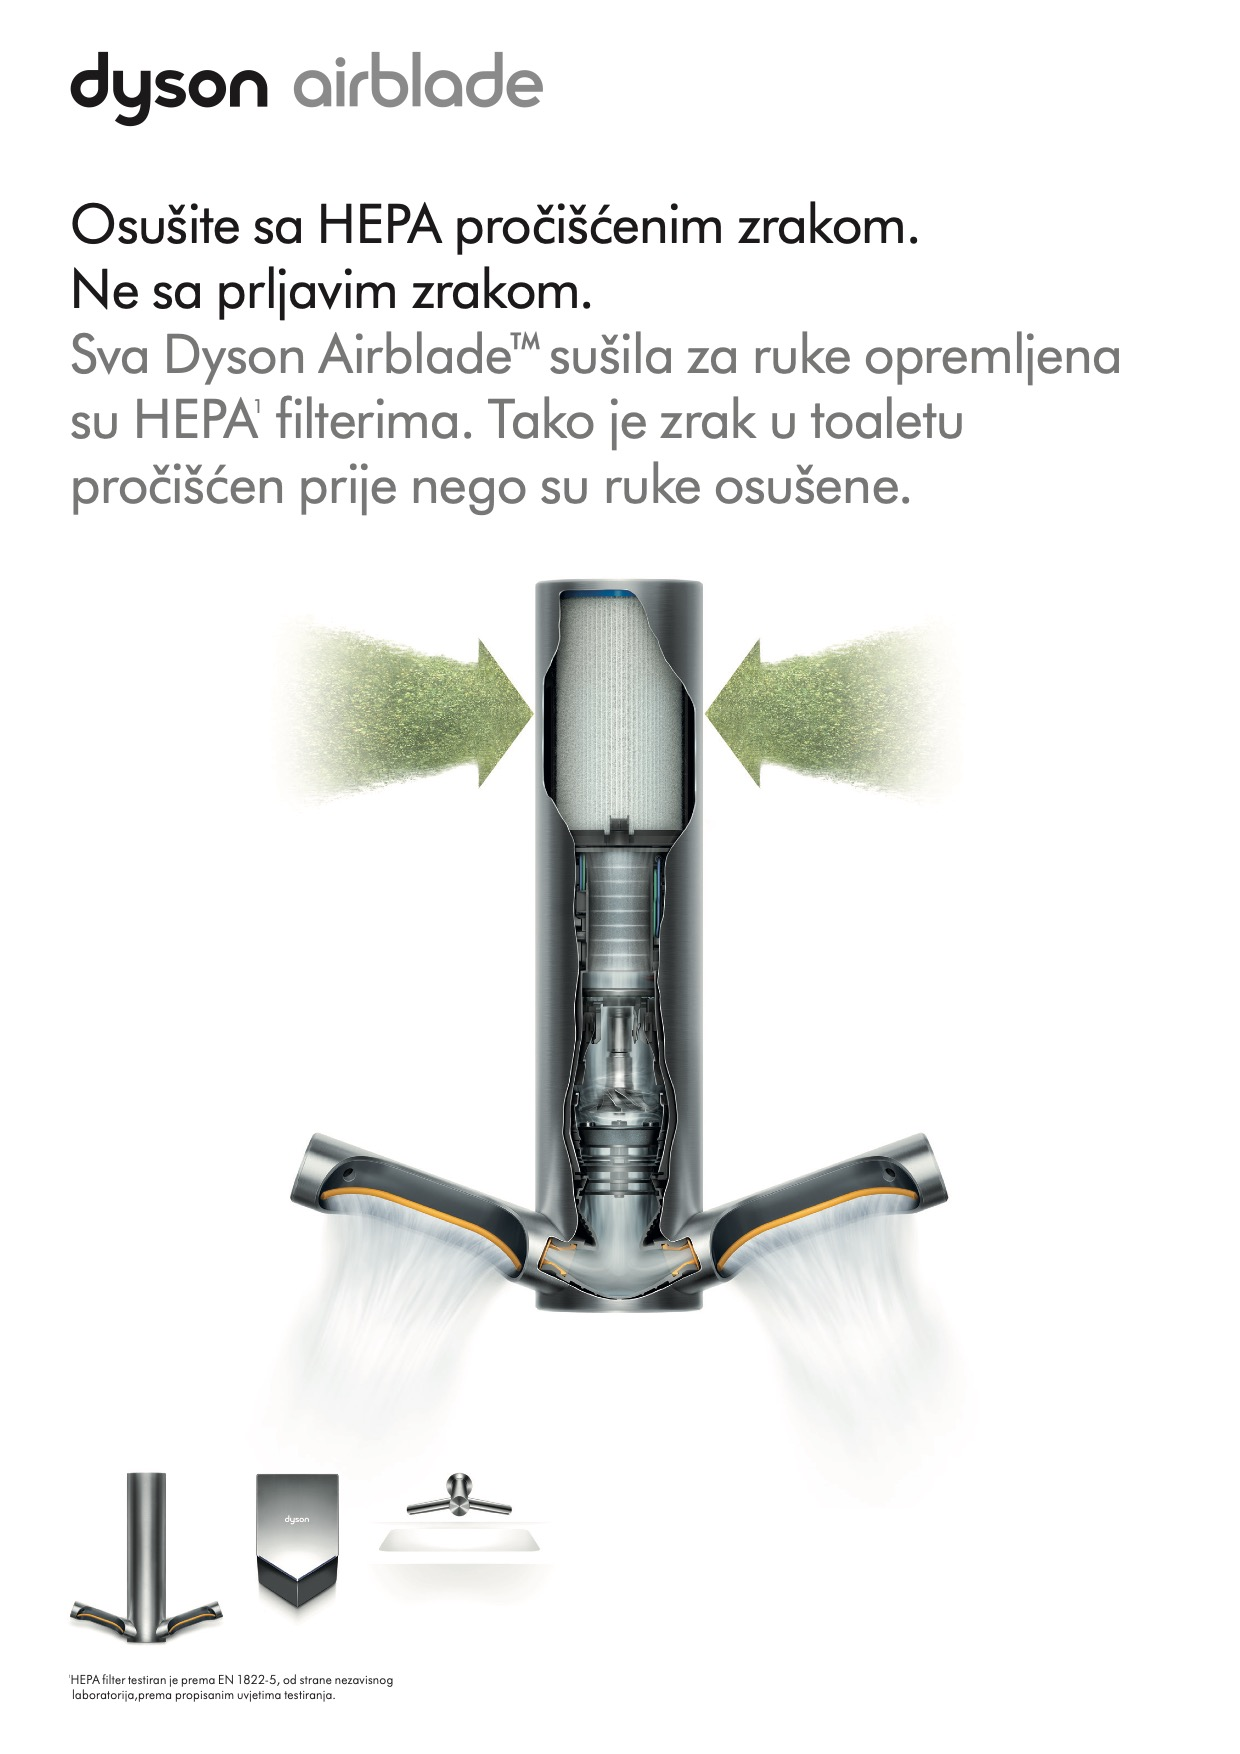 dyson airblade
Osušite sa HEPA pročišćenim zrakom.
Ne sa prljavim zrakom.
Sva Dyson Airblade™ sušila za ruke opremljena
su HEPA¹ filterima. Tako je zrak u toaletu
pročišćen prije nego su ruke osušene.
dyson
¹HEPA filter testiran je prema EN 1822-5, od strane nezavisnog
laboratorija,prema propisanim uvjetima testiranja.